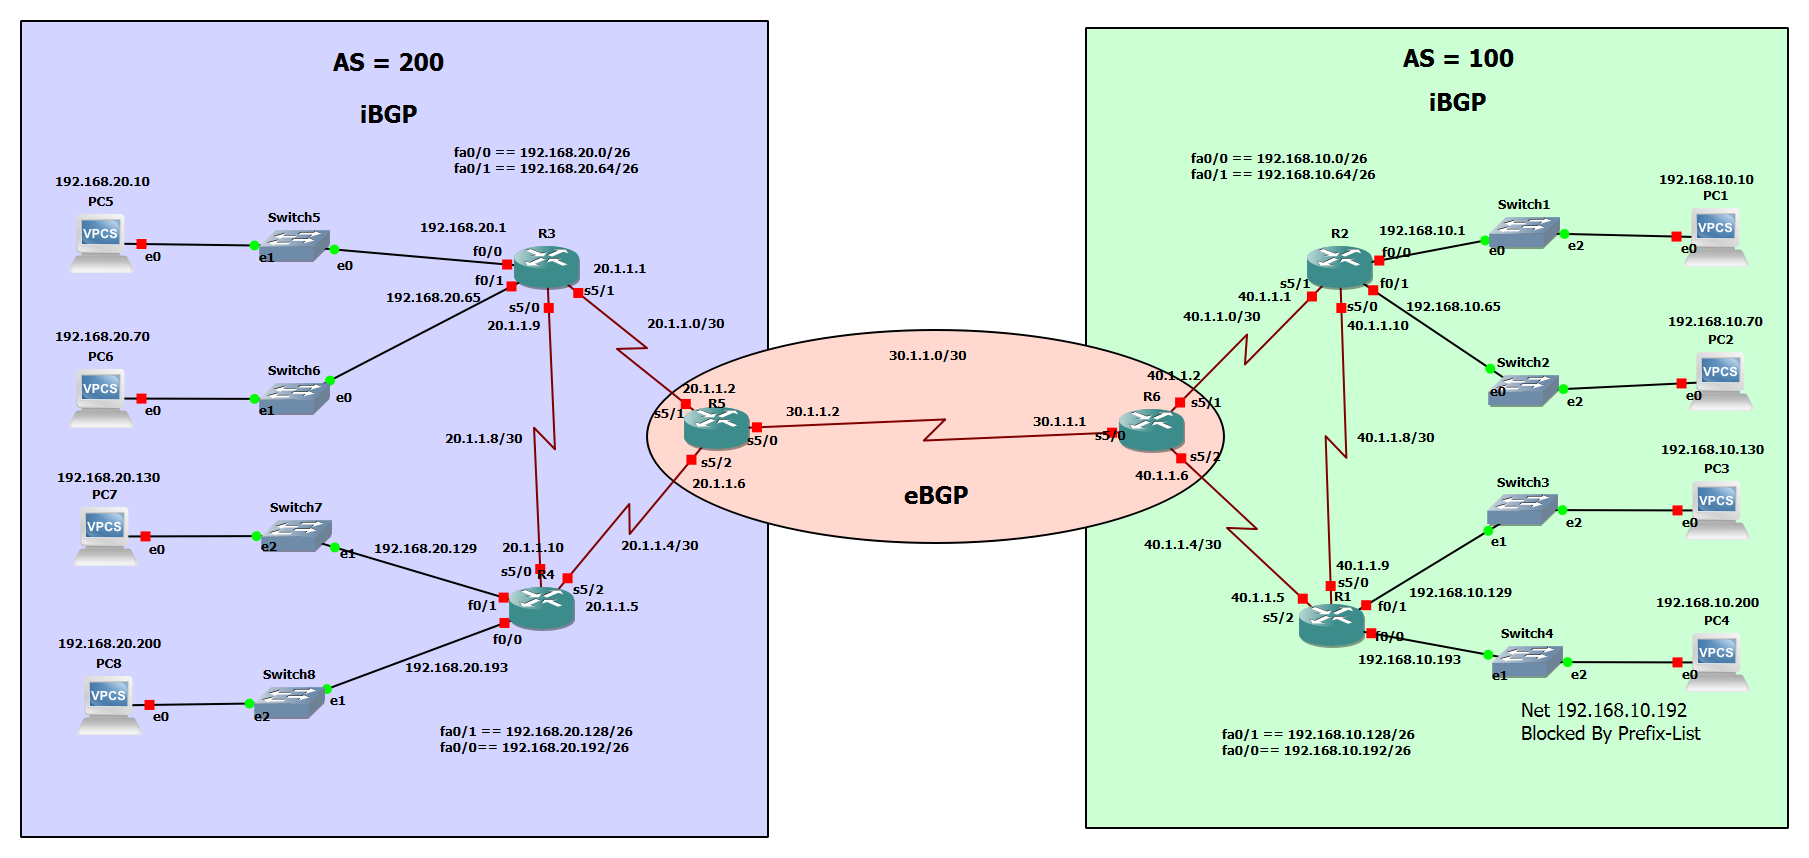 AS = 200
iBGP
fa0/0 == 192.168.20.0/26
fa0/1 == 192.168.20.64/26
192.168.20.10
PC5
VPCS
e0
Switch5
e1
e0
192.168.20.1
f0/0
R3
f0/1
192.168.20.65
s5/0
20.1.1.9
20.1.1.1
s5/1
20.1.1.0/30
192.168.20.70
PC6
VPCS
e0
Switch6
e1
e0
20.1.1.8/30
192.168.20.130
PC7
VPCS
e0
Switch7
e2
e1
192.168.20.129
20.1.1.10
s5/0
R4
s5/2
20.1.1.5
f0/1
f0/0
20.1.1.4/30
192.168.20.200
PC8
VPCS
e0
Switch8
e2
e1
192.168.20.193
fa0/1 == 192.168.20.128/26
fa0/0== 192.168.20.192/26
30.1.1.0/30
20.1.1.2
R5
s5/1
s5/0
30.1.1.2
s5/2
20.1.1.6
eBGP
30.1.1.1
s5/0
R6
40.1.1.2
s5/1
s5/2
40.1.1.6
AS = 100
iBGP
fa0/0 == 192.168.10.0/26
fa0/1 == 192.168.10.64/26
R2
192.168.10.1
f0/0
f0/1
s5/1
40.1.1.1
s5/0
40.1.1.10
40.1.1.0/30
192.168.10.65
Switch1
e0
e2
192.168.10.10
PC1
VPCS
e0
Switch2
e0
e2
192.168.10.70
PC2
VPCS
e0
40.1.1.8/30
40.1.1.4/30
Switch3
e1
e2
192.168.10.130
PC3
VPCS
e0
40.1.1.9
s5/0
R1
40.1.1.5
s5/2
f0/1
192.168.10.129
f0/0
192.168.10.193
Switch4
e1
e2
192.168.10.200
PC4
VPCS
e0
Net 192.168.10.192
Blocked By Prefix-List
fa0/1 == 192.168.10.128/26
fa0/0== 192.168.10.192/26